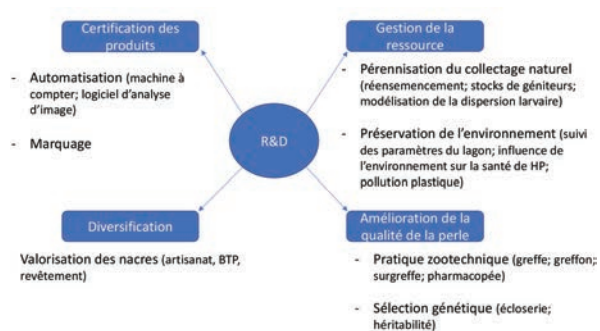 Certification des
produits
- Automatisation (machine à
compter; logiciel d'analyse
d'image)
- Marquage
Gestion de la
ressource
- Pérennisation du collectage naturel
(réensemencement; stocks de géniteurs;
modélisation de la dispersion larvaire)
- Préservation de l'environnement (suivi
des paramètres du lagon; influence de
l'environnement sur la santé de HP;
pollution plastique)
R&D
Diversification
Valorisation des nacres (artisanat, BTP,
revêtement)
Amélioration de la
qualité de la perle
- Pratique zootechnique (greffe; greffon;
surgreffe; pharmacopée)
- Sélection génétique (écloserie;
héritabilité)